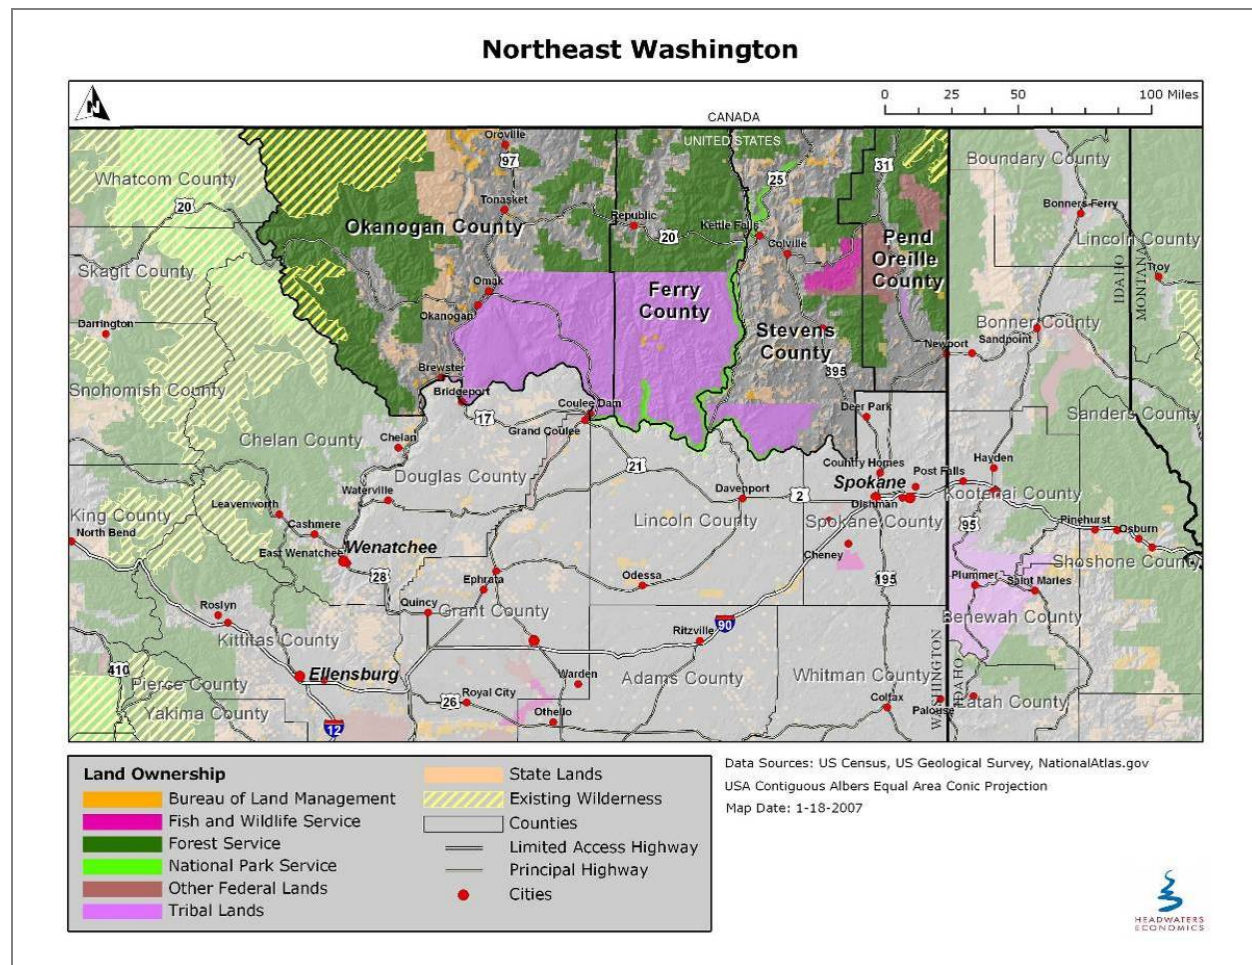 Northeast Washington
N
0 25 50 100 Miles
CANADA
UNITED STATES
Oroville
97
31
Boundary County
Whatcom County
25
20
Tonasket
Bonners Ferry
Okanogan County
Republic
Kettle Falls
20
Colville
Pend
Oreille
County
Lincoln County
IDAHO
MONTANA
Troy
Skagit County
Omak
Okanogan
Ferry
County
Darrington
Stevens
County
Bonner County
Sandpoint
Newport
Snohomish County
Brewster
Bridgeport
395
Coulee Dam
17
Grand Coulee
Deer Park
Sanders County
Chelan County
Chelan
Douglas County
21
Country Homes
Post Falls
Hayden
Waterville
Davenport
2
Spokane
Dishman
Kootenai County
Leavenworth
King County
North Bend
Cashmere
East Wenatchee
Wenatchee
Lincoln County
Spokane County
95
Pinehurst
Osburn
Cheney
Shoshone County
28
Ephrata
Odessa
195
Plummer
Saint Maries
Roslyn
Quincy
Grant County
Benewah County
Kittitas County
90
Ritzville
410
Ellensburg
Warden
Adams County
Whitman County
WASHINGTON
IDAHO
Pierce County
Yakima County
26
Royal City
Othello
Colfax
Palouse
Latah County
12
Land Ownership
Bureau of Land Management
Fish and Wildlife Service
Forest Service
National Park Service
Other Federal Lands
Tribal Lands
State Lands
Existing Wilderness
Counties
Limited Access Highway
Principal Highway
Cities
Data Sources: US Census, US Geological Survey, NationalAtlas.gov
USA Contiguous Albers Equal Area Conic Projection
Map Date: 1-18-2007
HEADWATERS
ECONOMICS